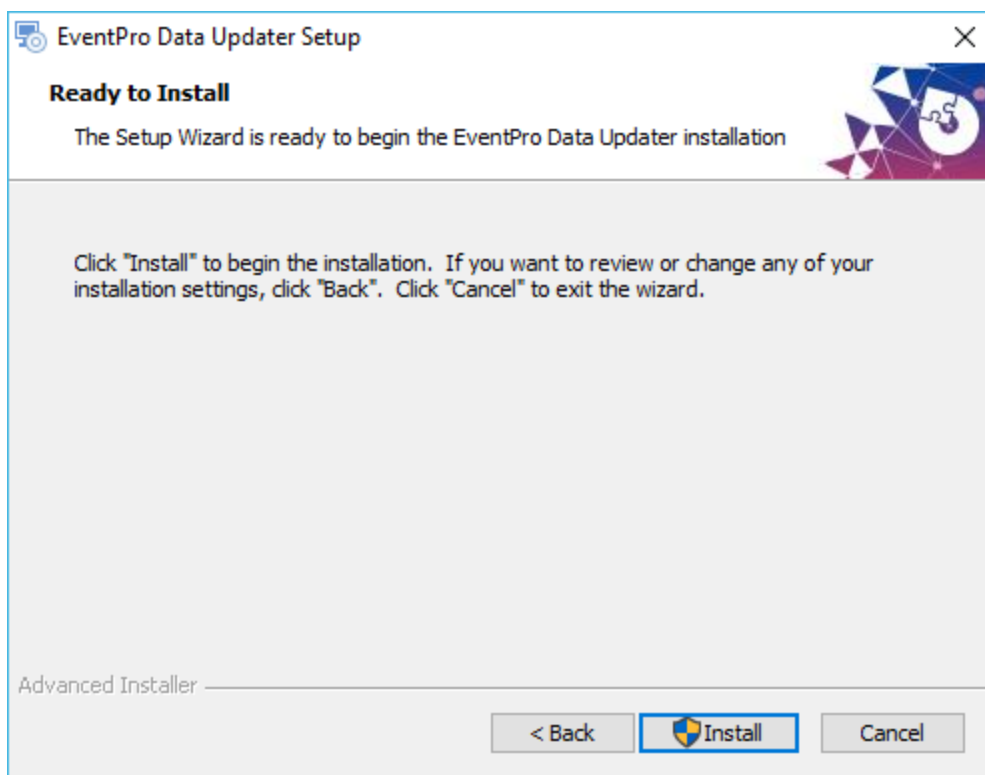 EventPro Data Updater Setup
Ready to Install
The Setup Wizard is ready to begin the EventPro Data Updater installation
Click "Install" to begin the installation.  If you want to review or change any of your
installation settings, click "Back".  Click "Cancel" to exit the wizard.
Advanced Installer
< Back
Install
Cancel